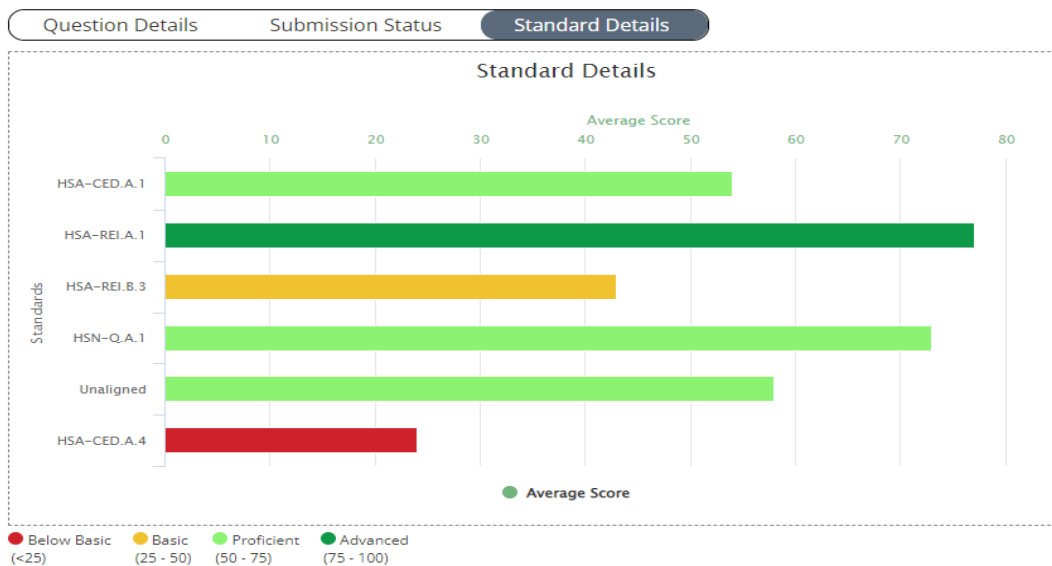 Question Details Submission Status Standard Details
Standard Details
Average Score
0 10 20 30 40 50 60 70 80
Standards
HSA-CED.A.1
HSA-REI.A.1
HSA-REI.B.3
HSN-Q.A.1
Unaligned
HSA-CED.A.4
Average Score
Below Basic Basic Proficient Advanced
(<25) (25 - 50) (50 - 75) (75 - 100)